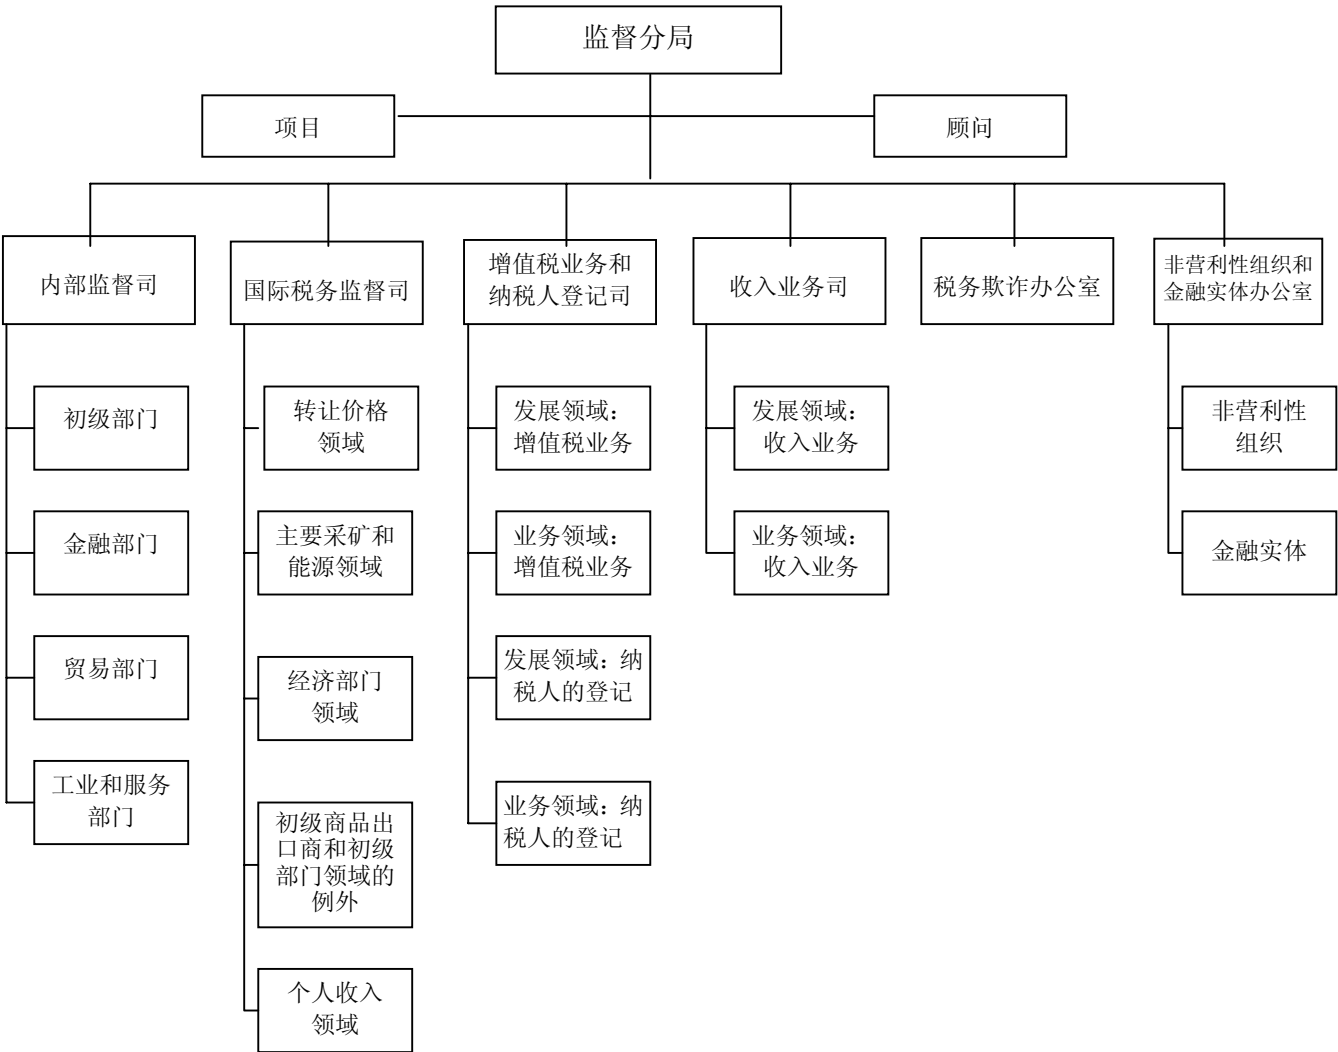 监督分局
项目
顾问
内部监督司
国际税务监督司
增值税业务和
纳税人登记司
收入业务司
税务欺诈办公室
非营利性组织和
金融实体办公室
初级部门
金融部门
贸易部门
工业和服务
部门
转让价格
领域
主要采矿和
能源领域
经济部门
领域
初级商品出
口商和初级
部门领域的
例外
个人收入
领域
发展领域：
增值税业务
业务领域：
增值税业务
发展领域：纳
税人的登记
业务领域：纳
税人的登记
发展领域：
收入业务
业务领域：
收入业务
非营利性
组织
金融实体